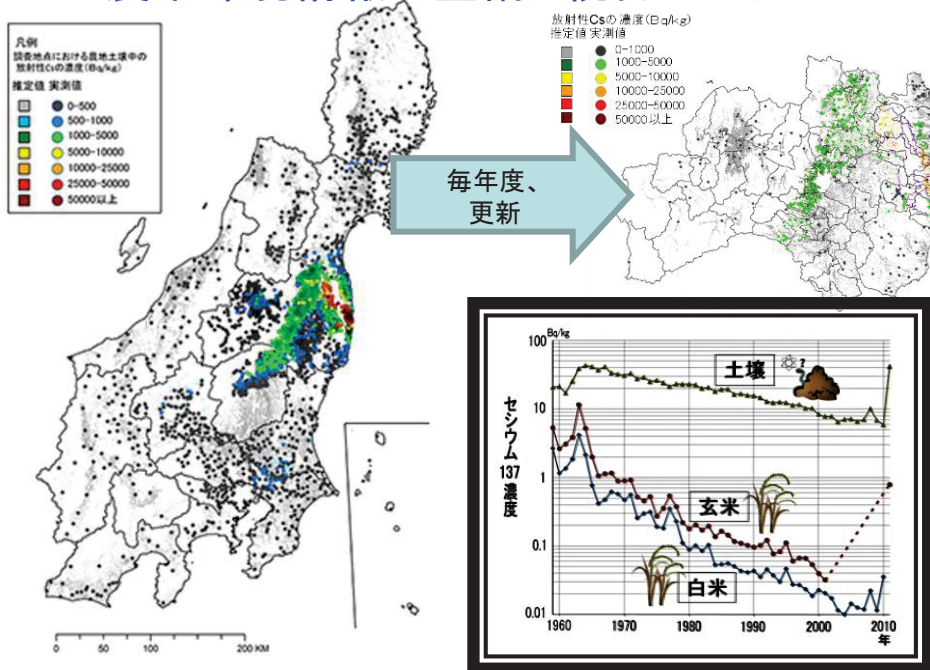 凡例
調査地点における農地土壌中の
放射性Csの濃度(Bq/kg)
推定値 実測値
0-500
500-1000
1000-5000
5000-10000
10000-25000
25000-50000
50000以上
0 50 100 200 KM
毎年度、
更新
放射性Csの濃度(Bq/kg)
推定値 実測値
0-1000
1000-5000
5000-10000
10000-25000
25000-50000
50000以上
Bq/kg
100
10
1
0.1
0.01
セシウム137濃度
土壌
?
玄米
白米
1960 1970 1980 1990 2000 2010
年